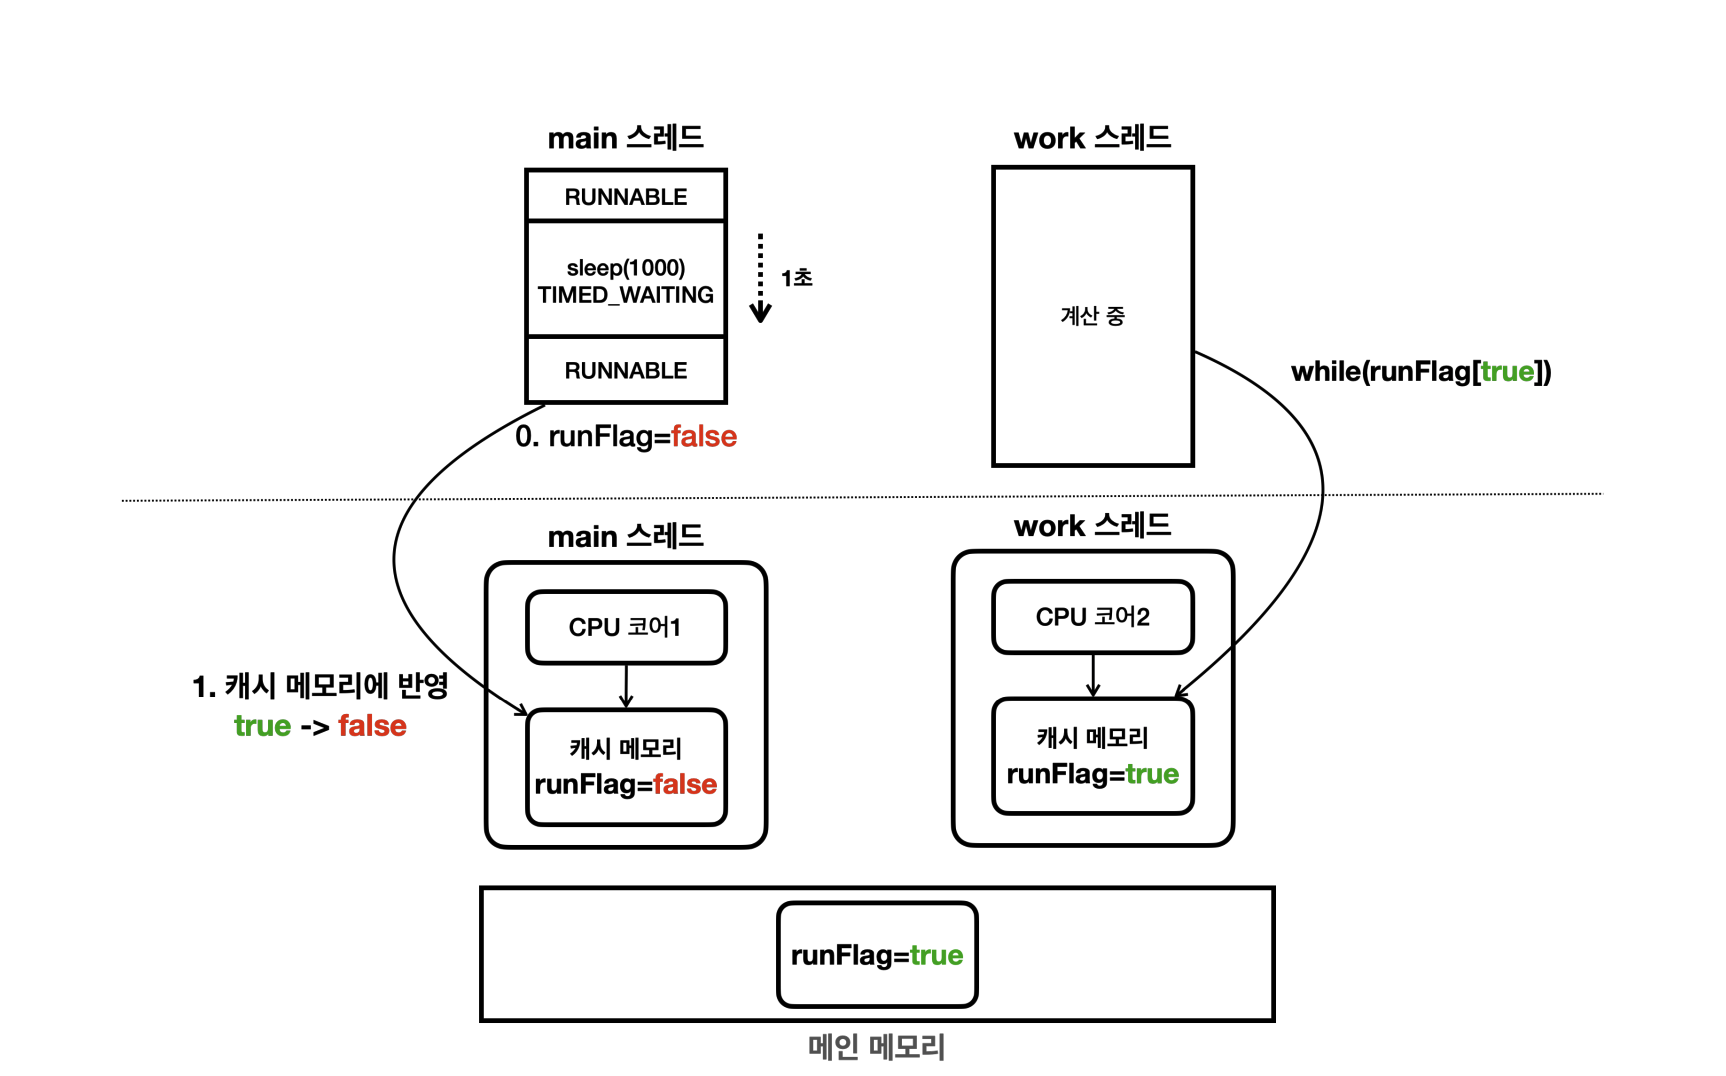 main 스레드
RUNNABLE
sleep(1000)
TIMED_WAITING
1초
RUNNABLE
0. runFlag=false
work 스레드
계산 중
while(runFlag[true])
main 스레드
CPU 코어1
1. 캐시 메모리에 반영
true -> false
캐시 메모리
runFlag=false
work 스레드
CPU 코어2
캐시 메모리
runFlag=true
runFlag=true
메인 메모리